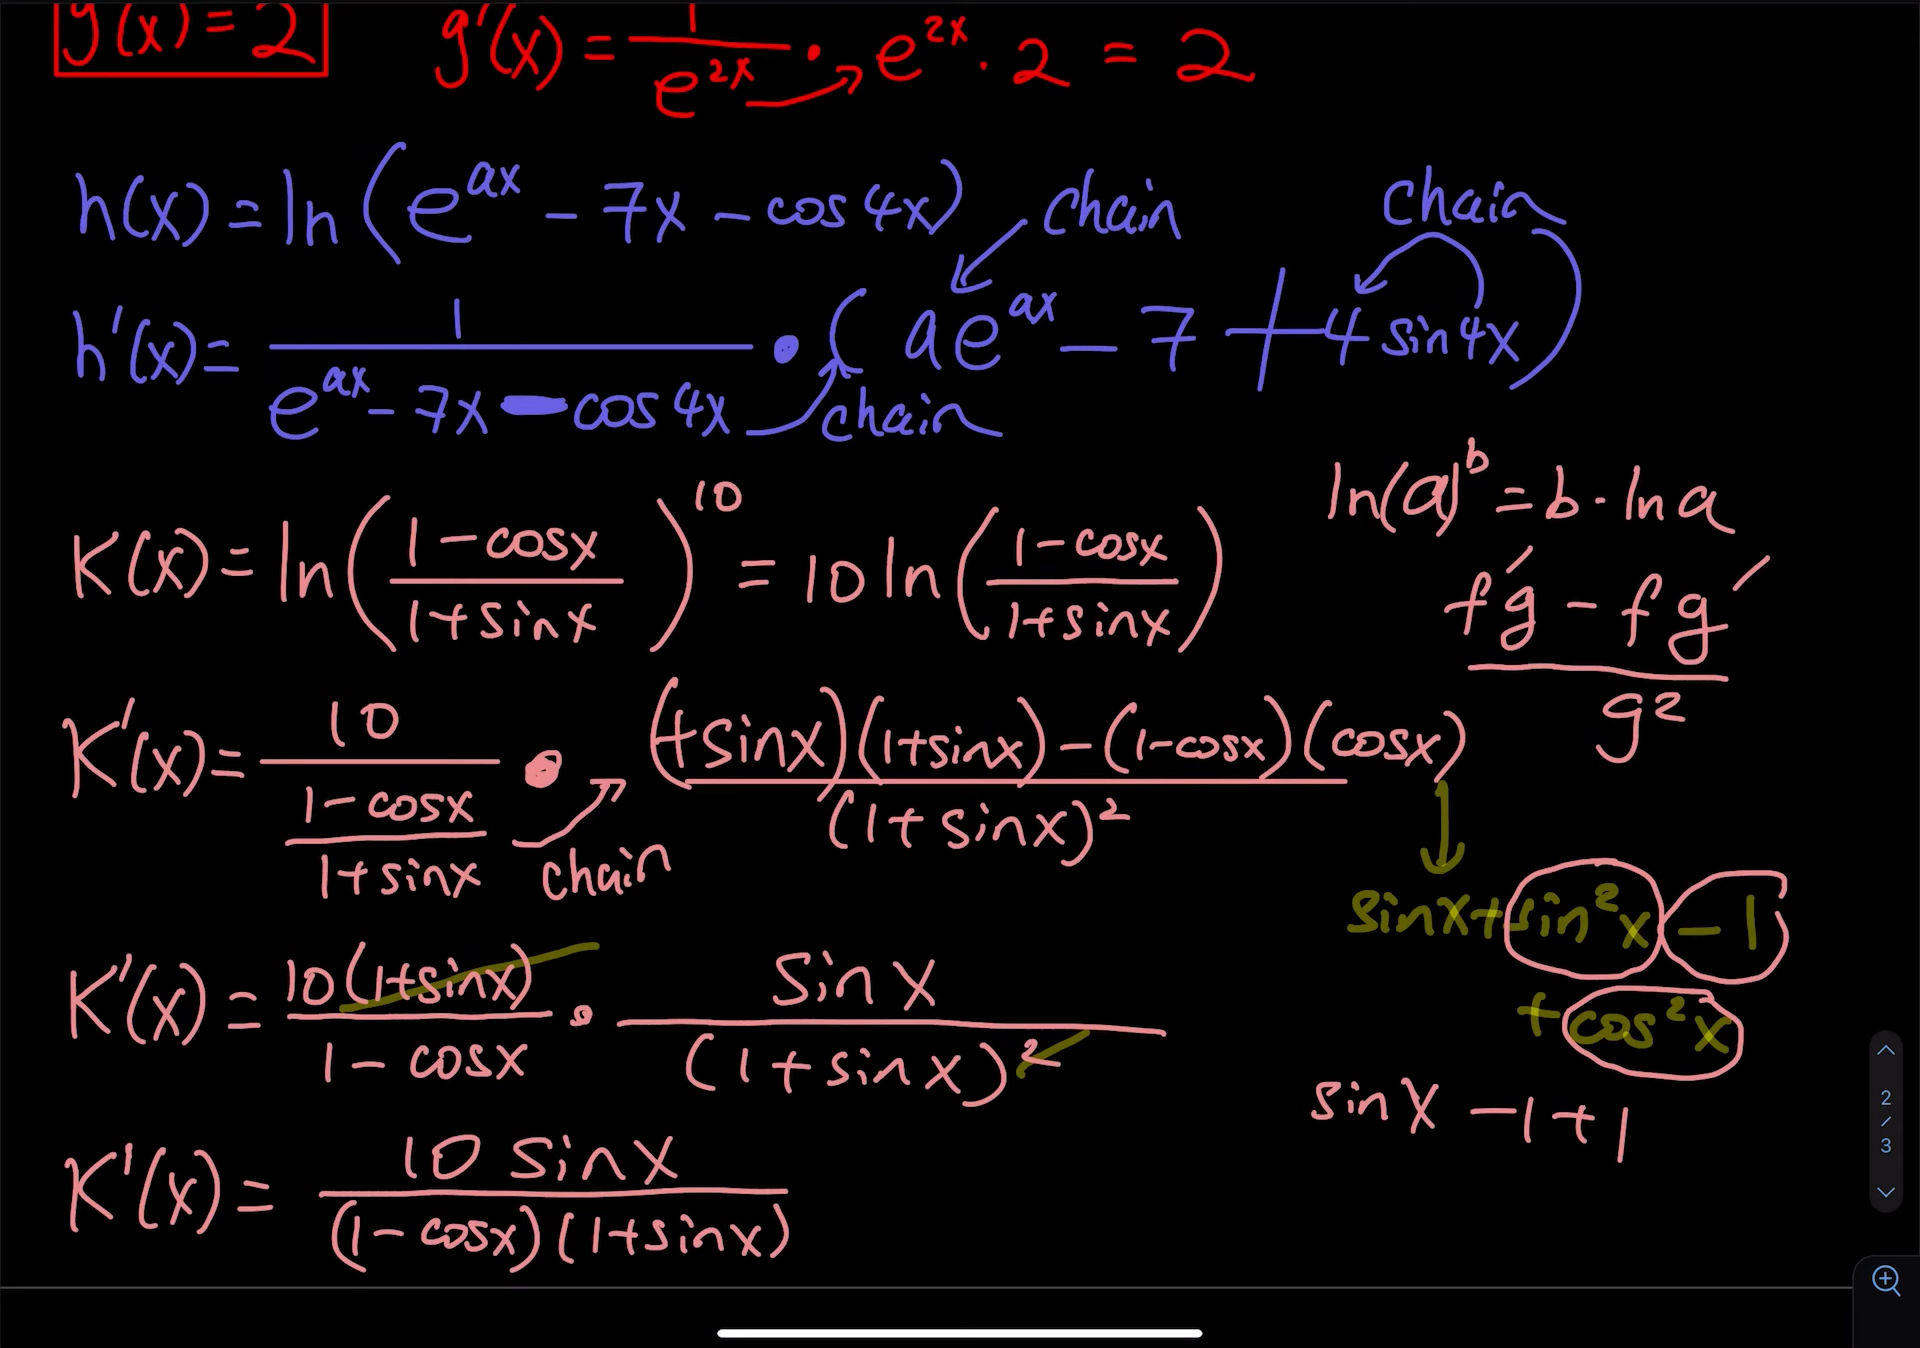 g'(x) = 2   g'(x) = 1/e^{2x} · e^{2x} · 2 = 2
h(x) = ln(e^{ax} - 7x - cos 4x)   chain   chain
h'(x) = 1/(e^{ax} - 7x - cos 4x) · (ae^{ax} - 7 + 4 sin 4x)
chain
ln(a)^b = b · ln a
K(x) = ln((1 - cosx)/(1 + sinx))^{10} = 10 ln((1 - cosx)/(1 + sinx))
(f'g - fg')/g²
K'(x) = 10/((1 - cosx)/(1 + sinx)) · ((+sinx)(1+sinx) - (1-cosx)(cosx))/(1 + sinx)²
chain
sinx + sin²x - 1
+ cos²x
K'(x) = 10(1+sinx)/(1 - cosx) · sinx/(1 + sinx)²
sinx - 1 + 1
K'(x) = 10 sinx/((1 - cosx)(1 + sinx))
2
/
3